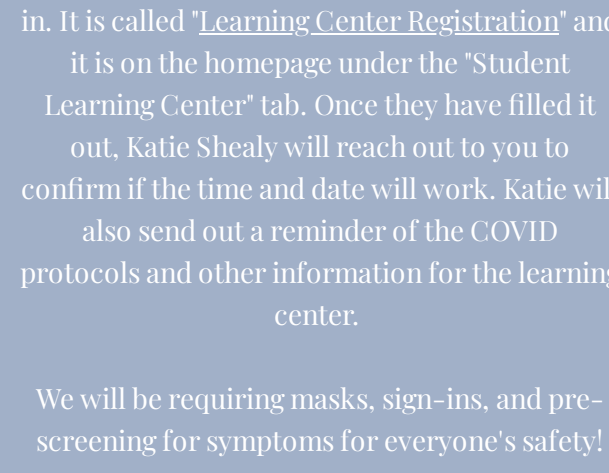 in. It is called "Learning Center Registration" and
it is on the homepage under the "Student
Learning Center" tab. Once they have filled it
out, Katie Shealy will reach out to you to
confirm if the time and date will work. Katie will
also send out a reminder of the COVID
protocols and other information for the learning
center.
We will be requiring masks, sign-ins, and pre-
screening for symptoms for everyone's safety!